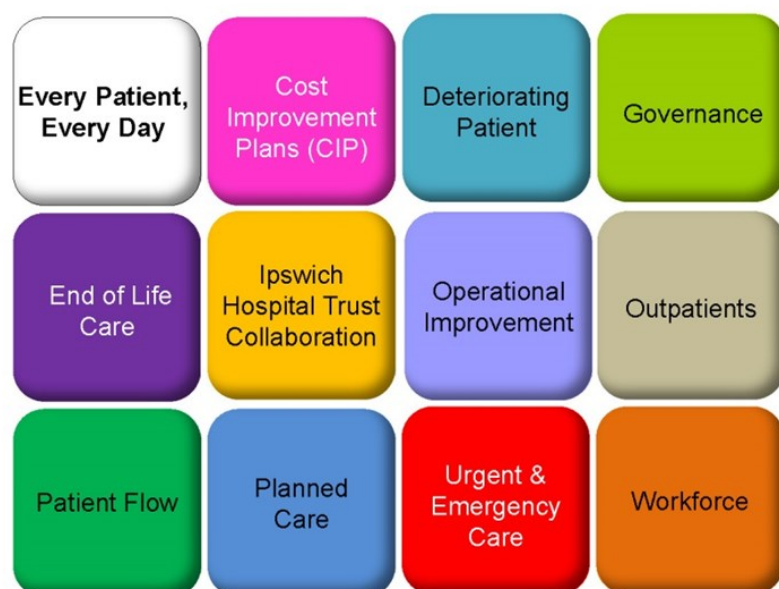 Every Patient,
Every Day
Cost
Improvement
Plans (CIP)
Deteriorating
Patient
Governance
End of Life
Care
Ipswich
Hospital Trust
Collaboration
Operational
Improvement
Outpatients
Patient Flow
Planned
Care
Urgent &
Emergency
Care
Workforce